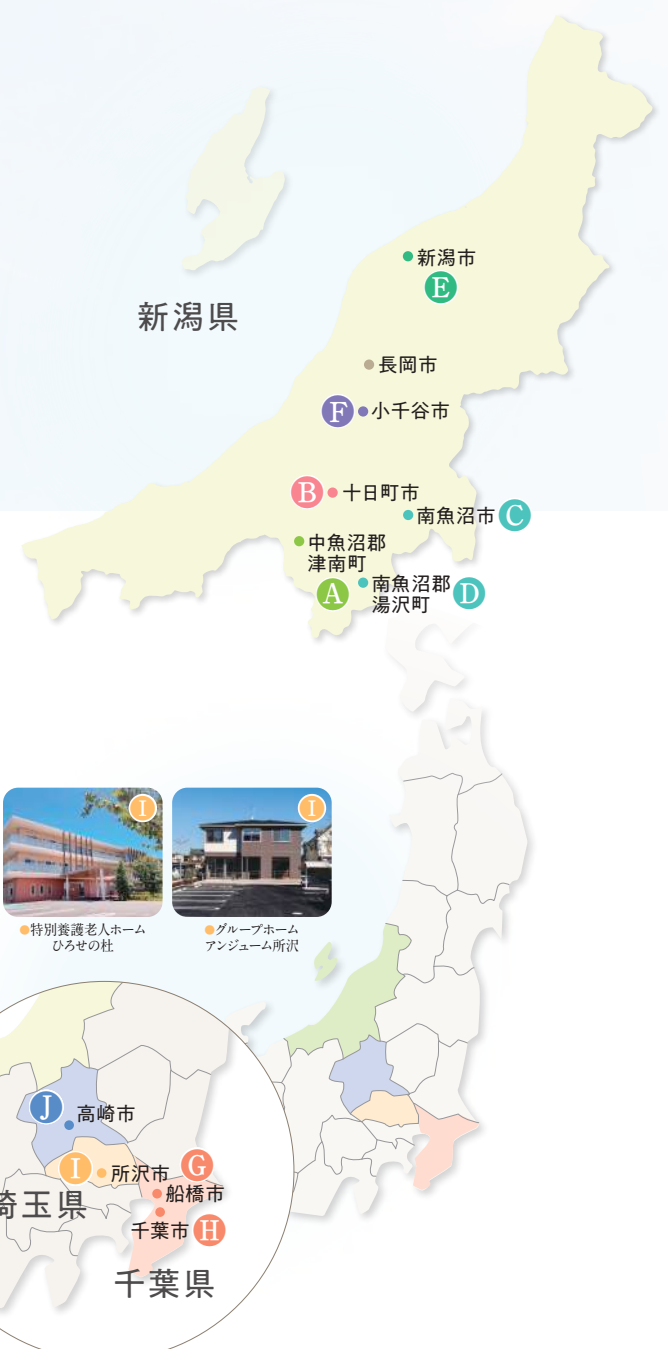 新潟県
新潟市
E
長岡市
F
小千谷市
B
十日町市
南魚沼市
C
中魚沼郡
津南町
A
南魚沼郡
湯沢町
D
I
I
●特別養護老人ホーム
ひろせの杜
●グループホーム
アンジューム所沢
J
高崎市
I
所沢市
G
埼玉県
船橋市
千葉市
H
千葉県